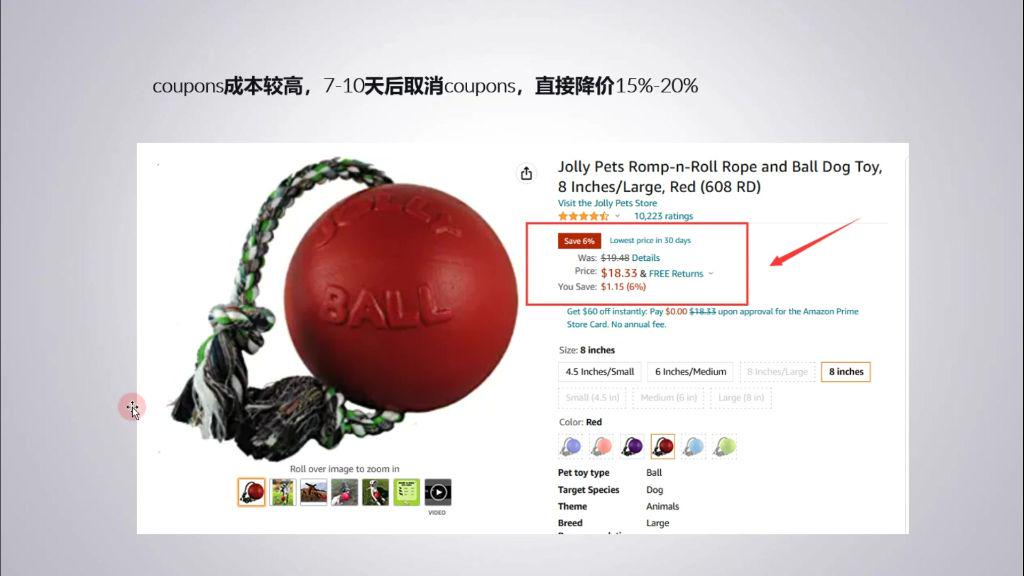 coupons成本较高，7-10天后取消coupons，直接降价15%-20%
Jolly Pets Romp-n-Roll Rope and Ball Dog Toy,
8 Inches/Large, Red (608 RD)
Visit the Jolly Pets Store
10,223 ratings
Save 6% Lowest price in 30 days
Was: $19.48 Details
Price: $18.33 & FREE Returns
You Save: $1.15 (6%)
Get $60 off instantly: Pay $0.00 $18.33 upon approval for the Amazon Prime
Store Card. No annual fee.
Size: 8 inches
4.5 Inches/Small 6 Inches/Medium 8 Inches/Large 8 inches
Small (4.5 in) Medium (6 in) Large (8 in)
Color: Red
Pet toy type Ball
Target Species Dog
Theme Animals
Breed Large
JOLLY
BALL
Roll over image to zoom in
VIDEO